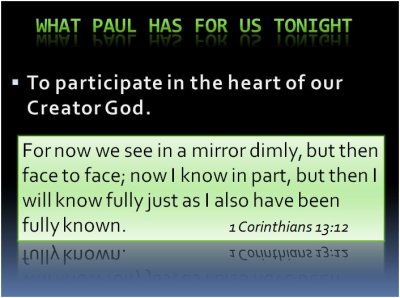 WHAT PAUL HAS FOR US TONIGHT
▪ To participate in the heart of our
Creator God.
For now we see in a mirror dimly, but then
face to face; now I know in part, but then I
will know fully just as I also have been
fully known. 1 Corinthians 13:12